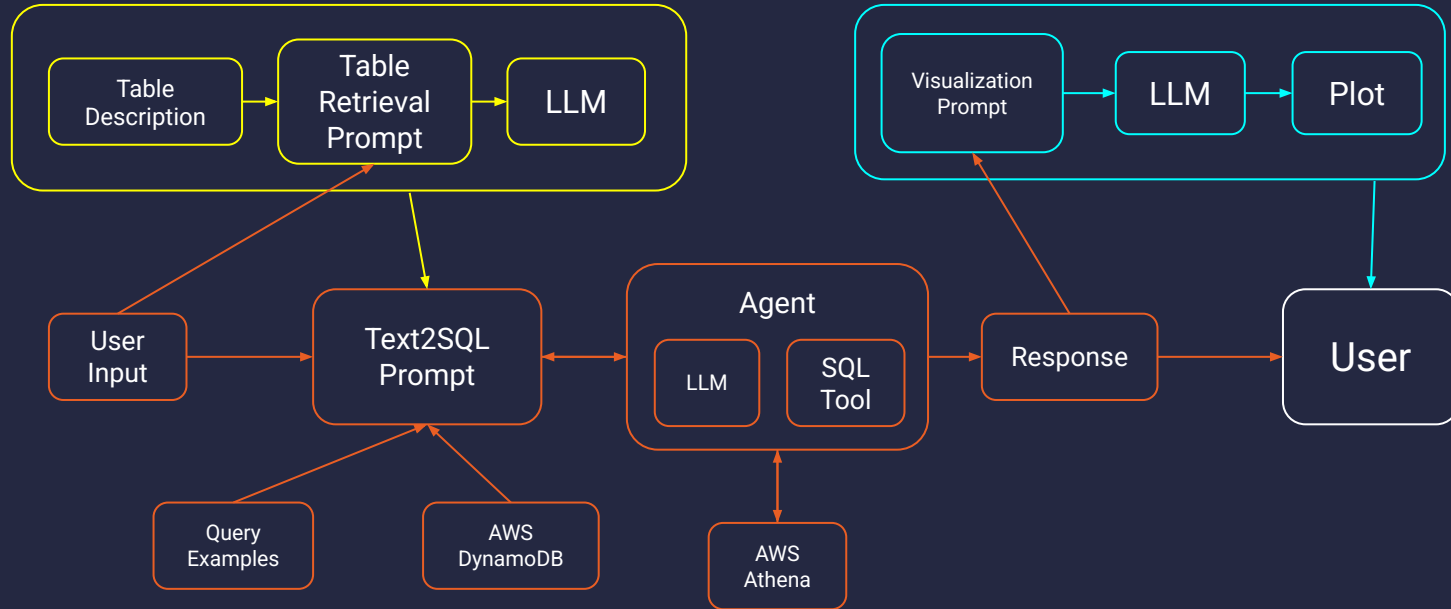 Table
Description
Table
Retrieval
Prompt
LLM
Visualization
Prompt
LLM
Plot
User
Input
Text2SQL
Prompt
Agent
LLM
SQL
Tool
Response
User
Query
Examples
AWS
DynamoDB
AWS
Athena